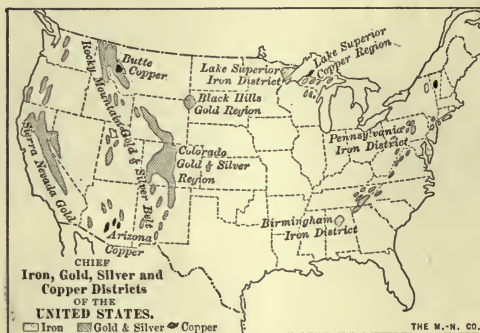 Butte
Copper
Lake Superior
Iron District
Lake Superior
Copper Region
Rocky Mountain Gold & Silver Belt
Black Hills
Gold Region
Sierra Nevada Gold
Colorado
Gold & Silver
Region
Pennsylvania
Iron District
Arizona
Copper
Birmingham
Iron District
CHIEF
Iron, Gold, Silver and
Copper Districts
OF THE
UNITED STATES.
Iron Gold & Silver Copper
THE M.-N. CO.